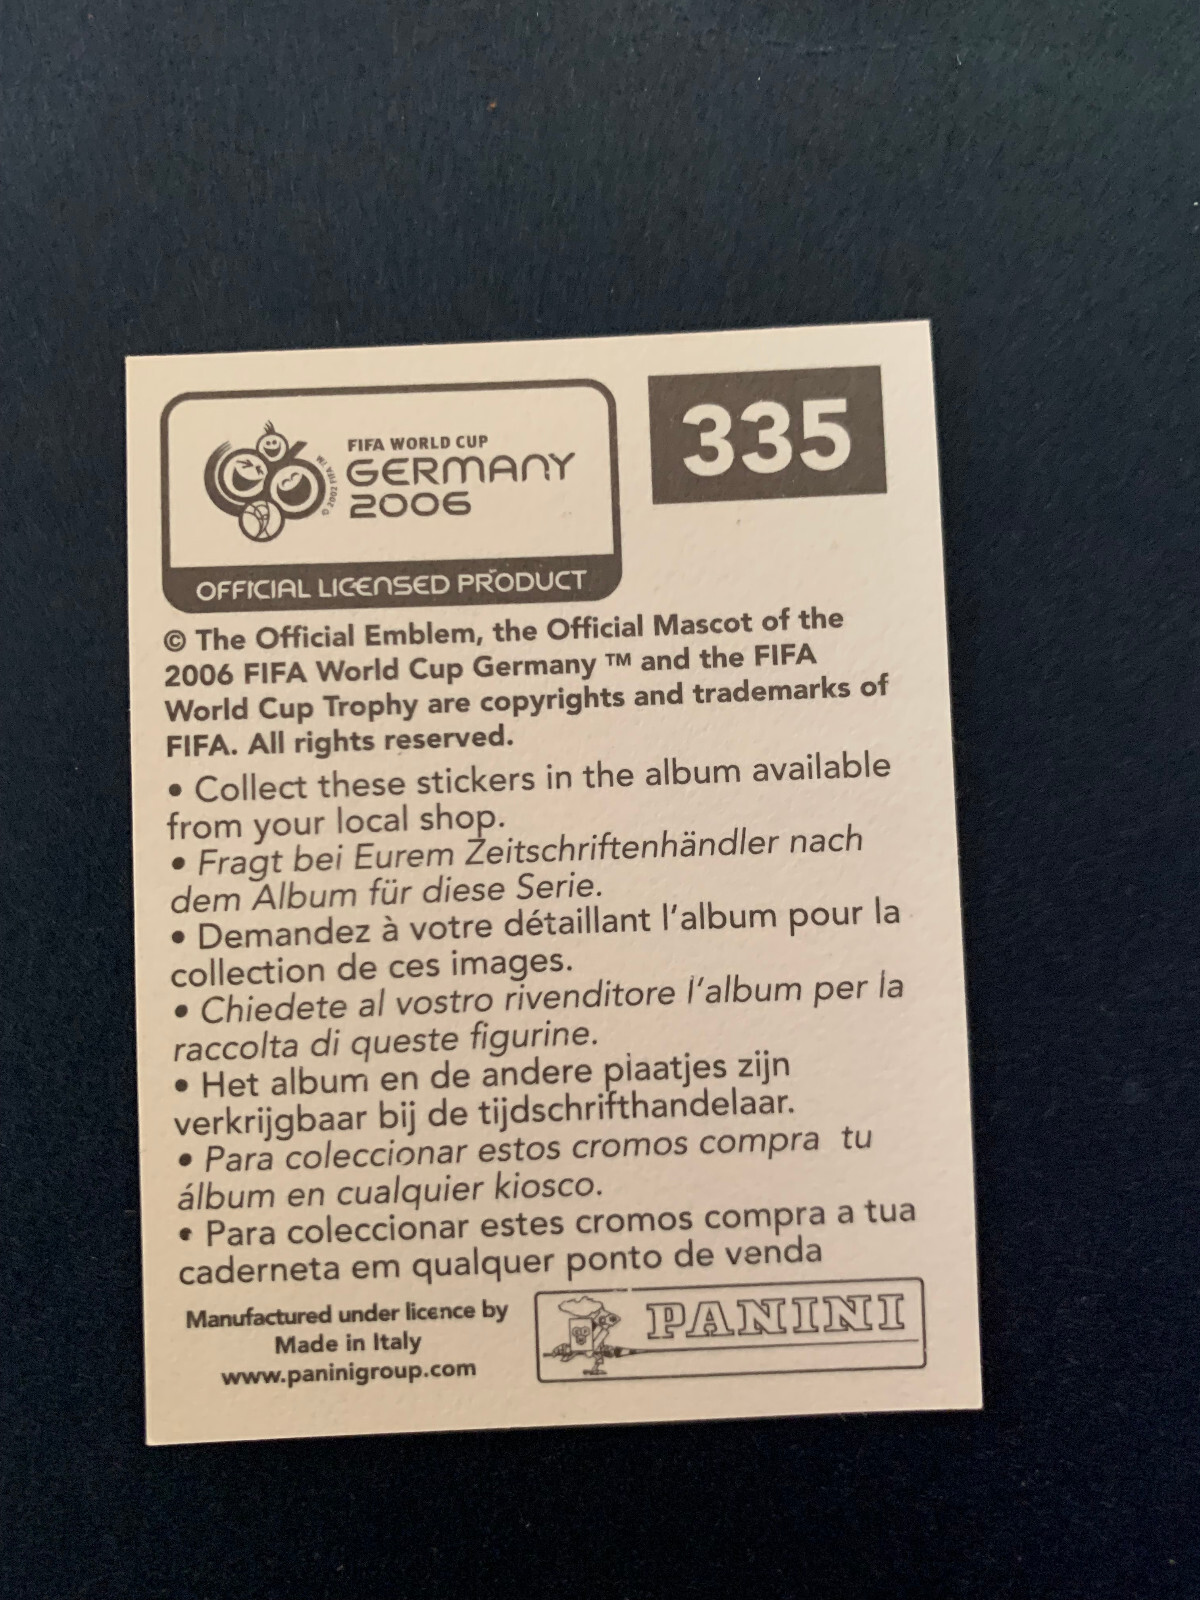 FIFA WORLD CUP
GERMANY
2006
© 2002 FIFA TM
OFFICIAL LICENSED PRODUCT
335
© The Official Emblem, the Official Mascot of the
2006 FIFA World Cup Germany ™ and the FIFA
World Cup Trophy are copyrights and trademarks of
FIFA. All rights reserved.
• Collect these stickers in the album available
from your local shop.
• Fragt bei Eurem Zeitschriftenhändler nach
dem Album für diese Serie.
• Demandez à votre détaillant l'album pour la
collection de ces images.
• Chiedete al vostro rivenditore l'album per la
raccolta di queste figurine.
• Het album en de andere plaatjes zijn
verkrijgbaar bij de tijdschrifthandelaar.
• Para coleccionar estos cromos compra tu
álbum en cualquier kiosco.
• Para coleccionar estes cromos compra a tua
caderneta em qualquer ponto de venda
Manufactured under licence by
Made in Italy
www.paninigroup.com
PANINI